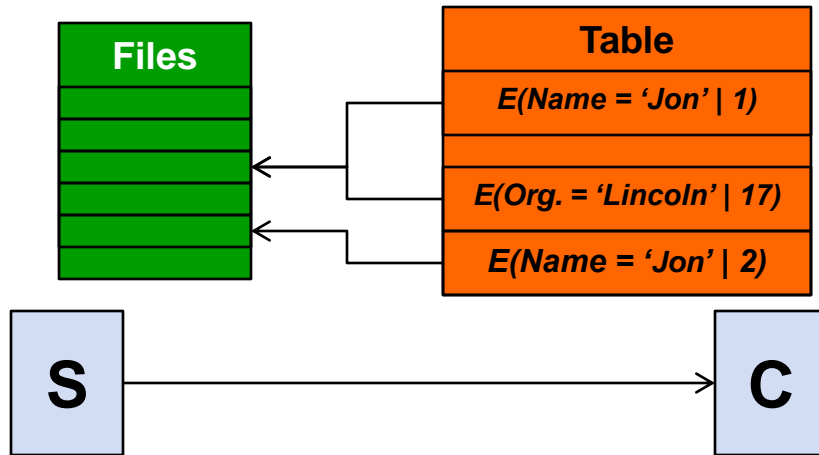 Files
Table
E(Name = ‘Jon’ | 1)
E(Org. = ‘Lincoln’ | 17)
E(Name = ‘Jon’ | 2)
S
C